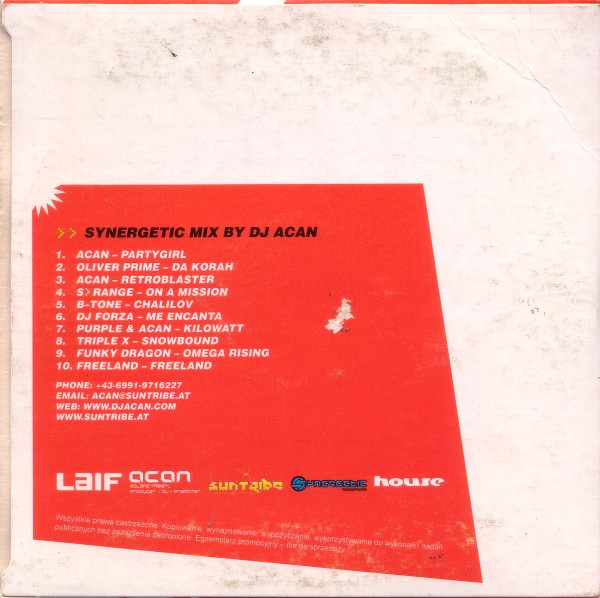 >> SYNERGETIC MIX BY DJ ACAN
1. ACAN – PARTYGIRL
2. OLIVER PRIME – DA KORAH
3. ACAN – RETROBLASTER
4. S>RANGE – ON A MISSION
5. B-TONE – CHALILOV
6. DJ FORZA – ME ENCANTA
7. PURPLE & ACAN – KILOWATT
8. TRIPLE X – SNOWBOUND
9. FUNKY DRAGON – OMEGA RISING
10. FREELAND – FREELAND
PHONE: +43-6991-9716227
EMAIL: ACAN@SUNTRIBE.AT
WEB: WWW.DJACAN.COM
WWW.SUNTRIBE.AT
LAIF acan SUNTRIBE SYNERGETIC house
Wszystkie prawa zastrzeżone. Kopiowanie, wynajmowanie, wypożyczanie, wykorzystywanie do wykonań i nadań
publicznych bez zezwolenia zabronione. Egzemplarz promocyjny – nie do sprzedaży.